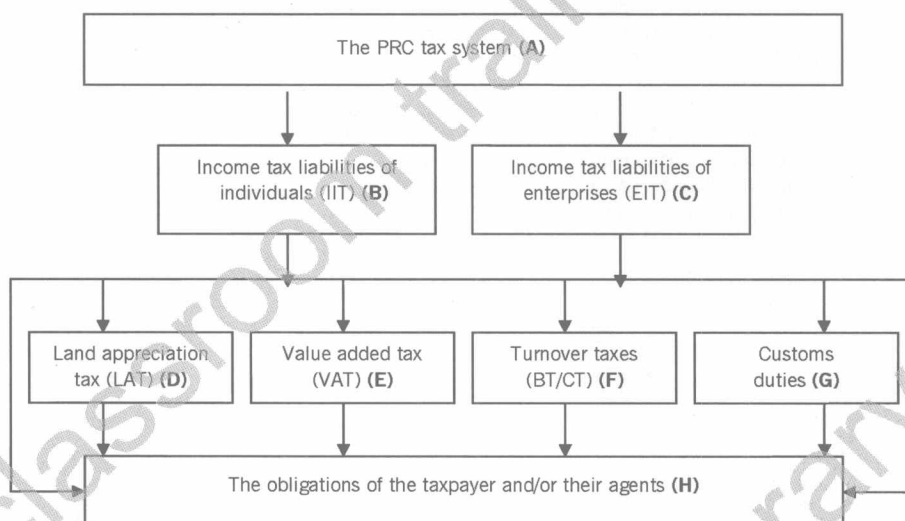 The PRC tax system (A)
Income tax liabilities of
individuals (IIT) (B)
Income tax liabilities of
enterprises (EIT) (C)
Land appreciation
tax (LAT) (D)
Value added tax
(VAT) (E)
Turnover taxes
(BT/CT) (F)
Customs
duties (G)
The obligations of the taxpayer and/or their agents (H)
classroom